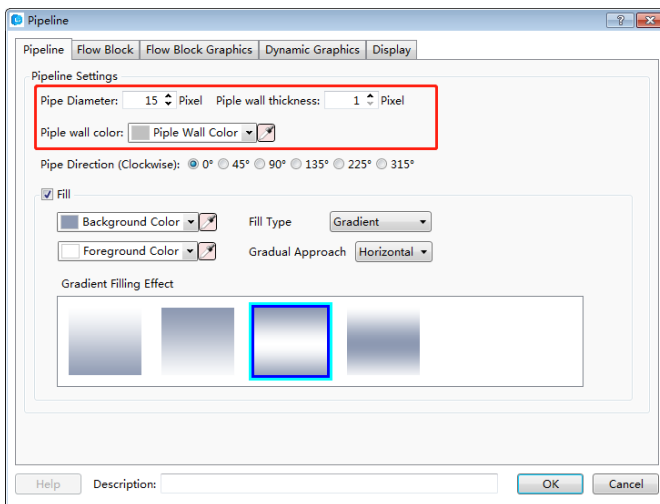 Pipeline
Pipeline Flow Block Flow Block Graphics Dynamic Graphics Display
Pipeline Settings
Pipe Diameter: 15 Pixel Piple wall thickness: 1 Pixel
Piple wall color: Piple Wall Color
Pipe Direction (Clockwise): 0° 45° 90° 135° 225° 315°
Fill
Background Color Fill Type Gradient
Foreground Color Gradual Approach Horizontal
Gradient Filling Effect
Help Description: OK Cancel